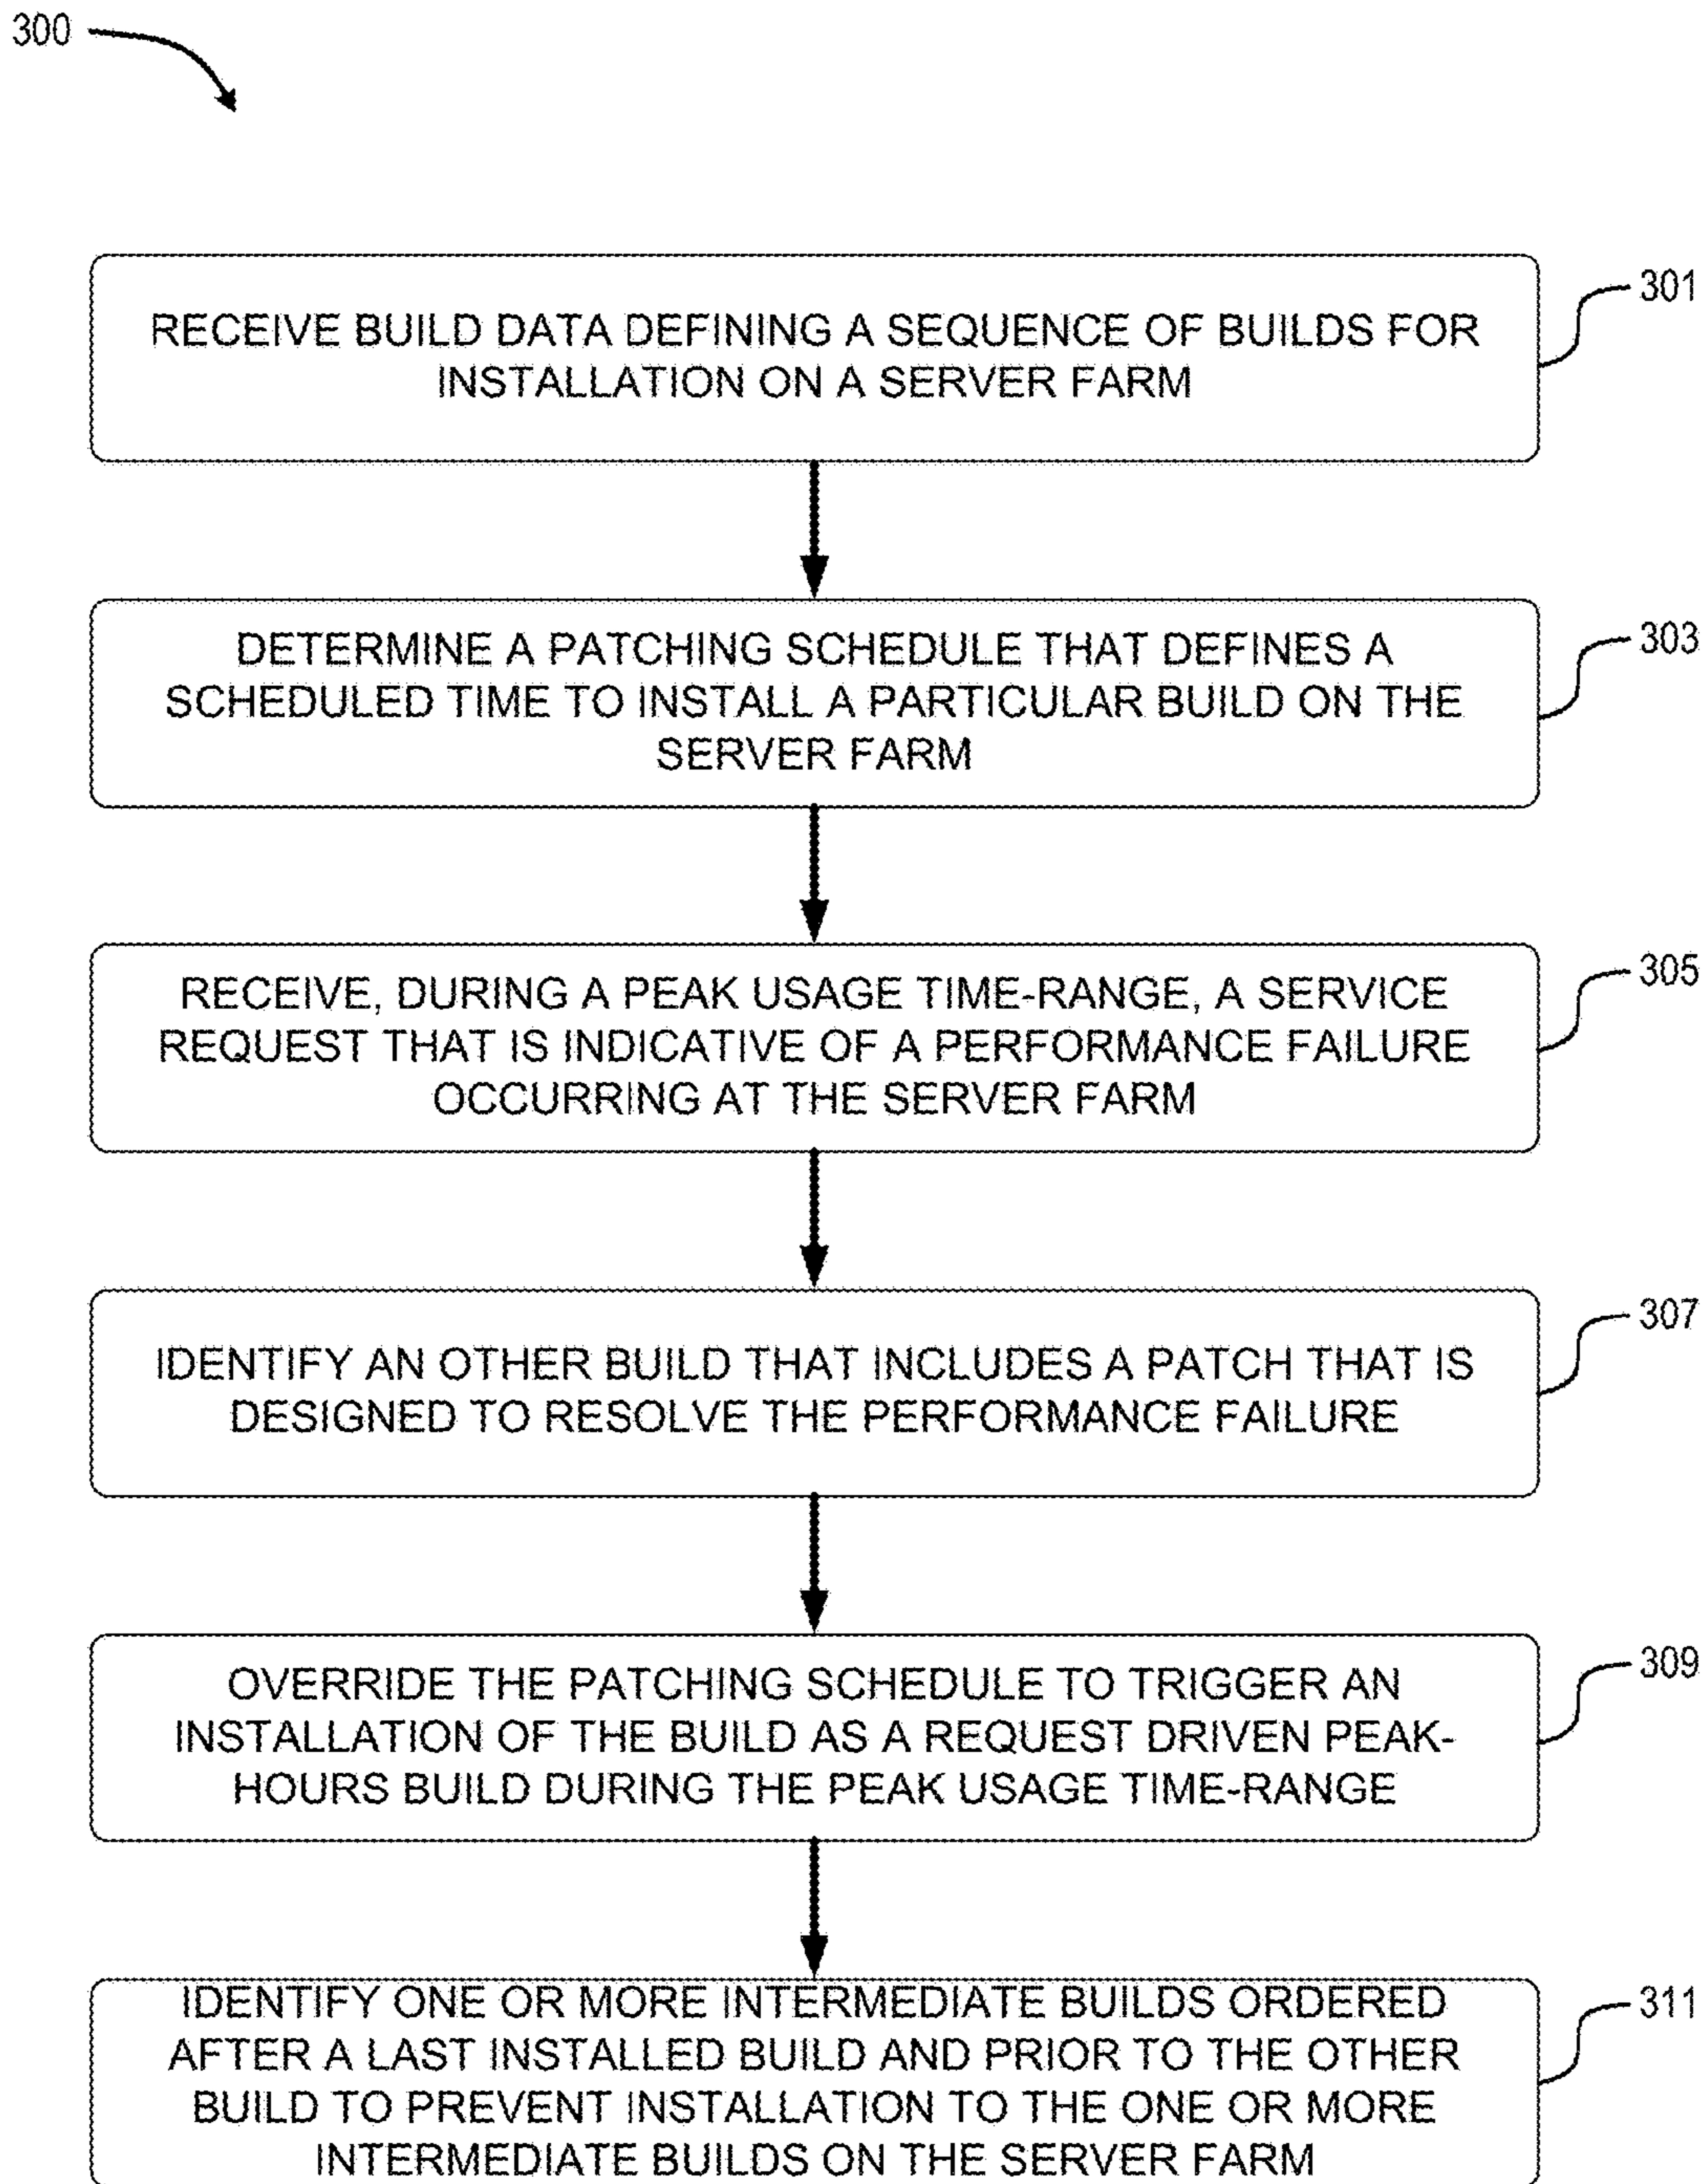 300
RECEIVE BUILD DATA DEFINING A SEQUENCE OF BUILDS FOR
INSTALLATION ON A SERVER FARM
301
DETERMINE A PATCHING SCHEDULE THAT DEFINES A
SCHEDULED TIME TO INSTALL A PARTICULAR BUILD ON THE
SERVER FARM
303
RECEIVE, DURING A PEAK USAGE TIME-RANGE, A SERVICE
REQUEST THAT IS INDICATIVE OF A PERFORMANCE FAILURE
OCCURRING AT THE SERVER FARM
305
IDENTIFY AN OTHER BUILD THAT INCLUDES A PATCH THAT IS
DESIGNED TO RESOLVE THE PERFORMANCE FAILURE
307
OVERRIDE THE PATCHING SCHEDULE TO TRIGGER AN
INSTALLATION OF THE BUILD AS A REQUEST DRIVEN PEAK-
HOURS BUILD DURING THE PEAK USAGE TIME-RANGE
309
IDENTIFY ONE OR MORE INTERMEDIATE BUILDS ORDERED
AFTER A LAST INSTALLED BUILD AND PRIOR TO THE OTHER
BUILD TO PREVENT INSTALLATION TO THE ONE OR MORE
INTERMEDIATE BUILDS ON THE SERVER FARM
311